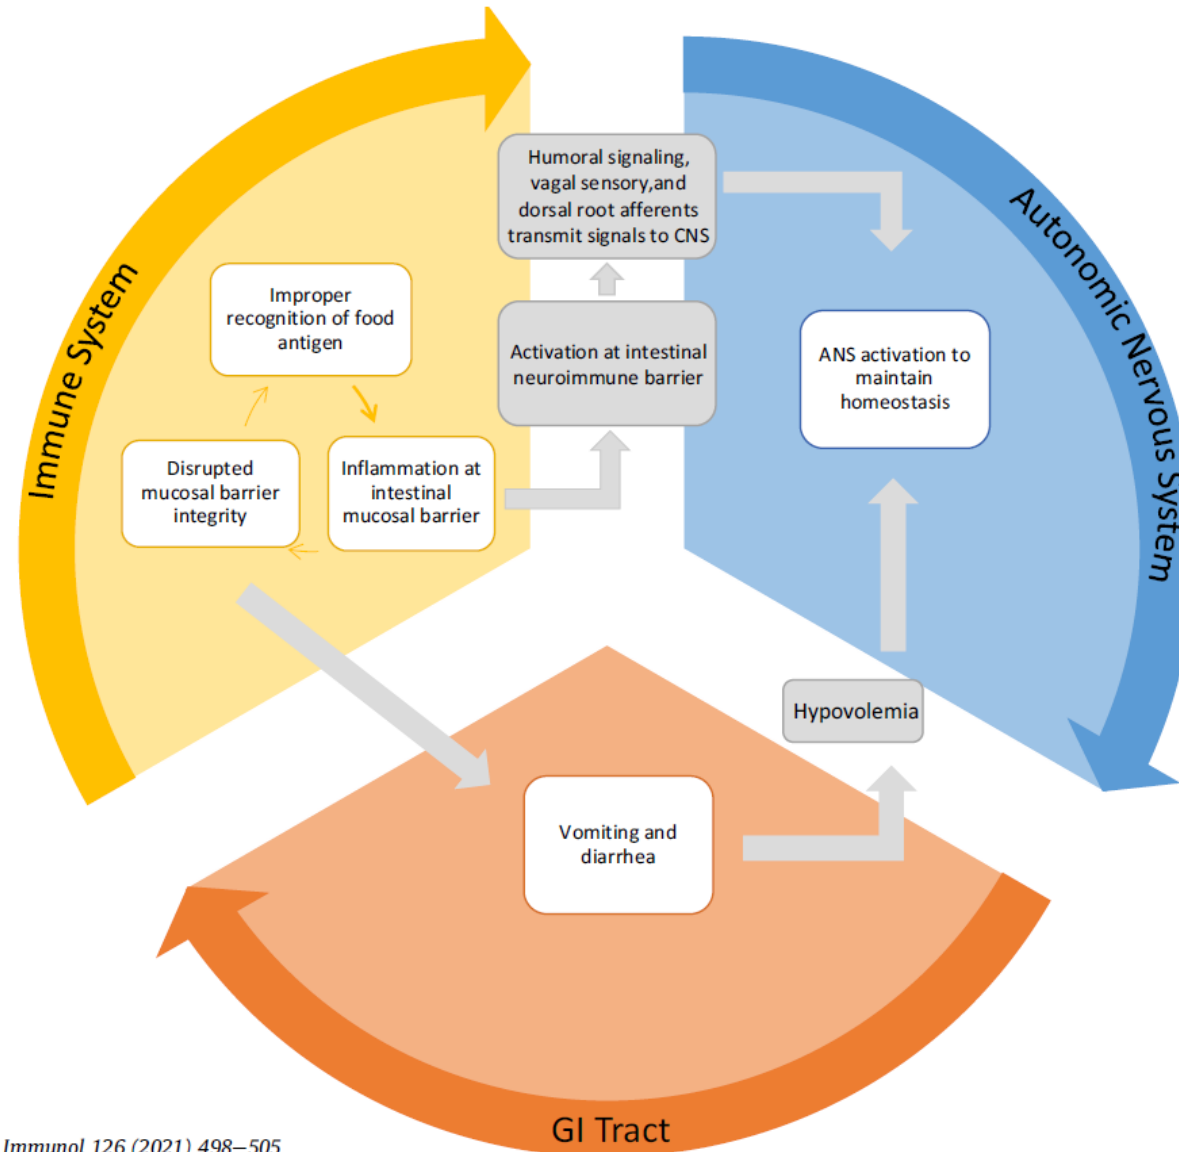 Immune System
Autonomic Nervous System
Humoral signaling,
vagal sensory,and
dorsal root afferents
transmit signals to CNS
Improper
recognition of food
antigen
Activation at intestinal
neuroimmune barrier
ANS activation to
maintain
homeostasis
Disrupted
mucosal barrier
integrity
Inflammation at
intestinal
mucosal barrier
Hypovolemia
Vomiting and
diarrhea
GI Tract
Immunol 126 (2021) 498–505